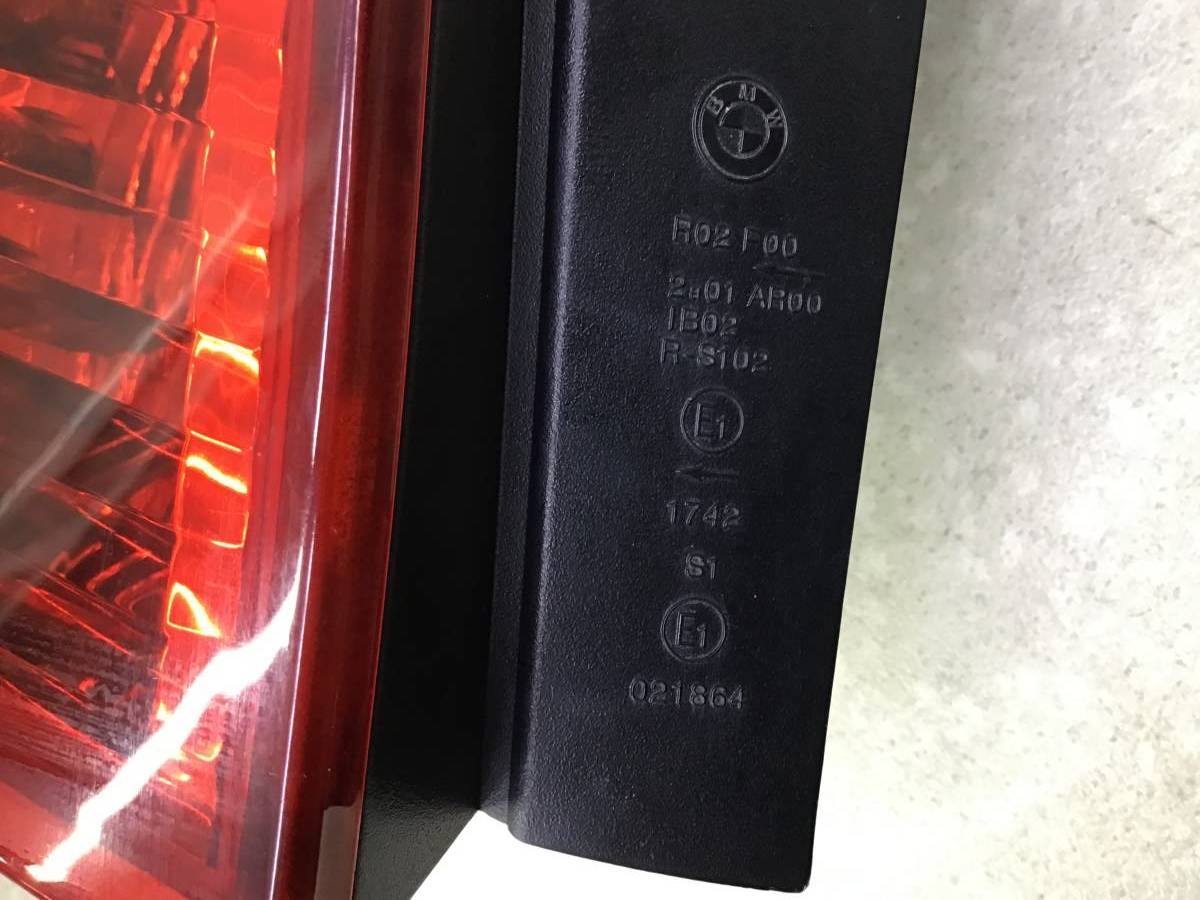 BMW
R02 F00
2a01 AR00
IB02
R-S102
E1
1742
S1
E1
021864